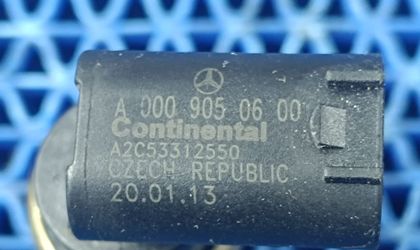 A 000 905 06 00
Continental
A2C53312550
CZECH REPUBLIC
20.01.13